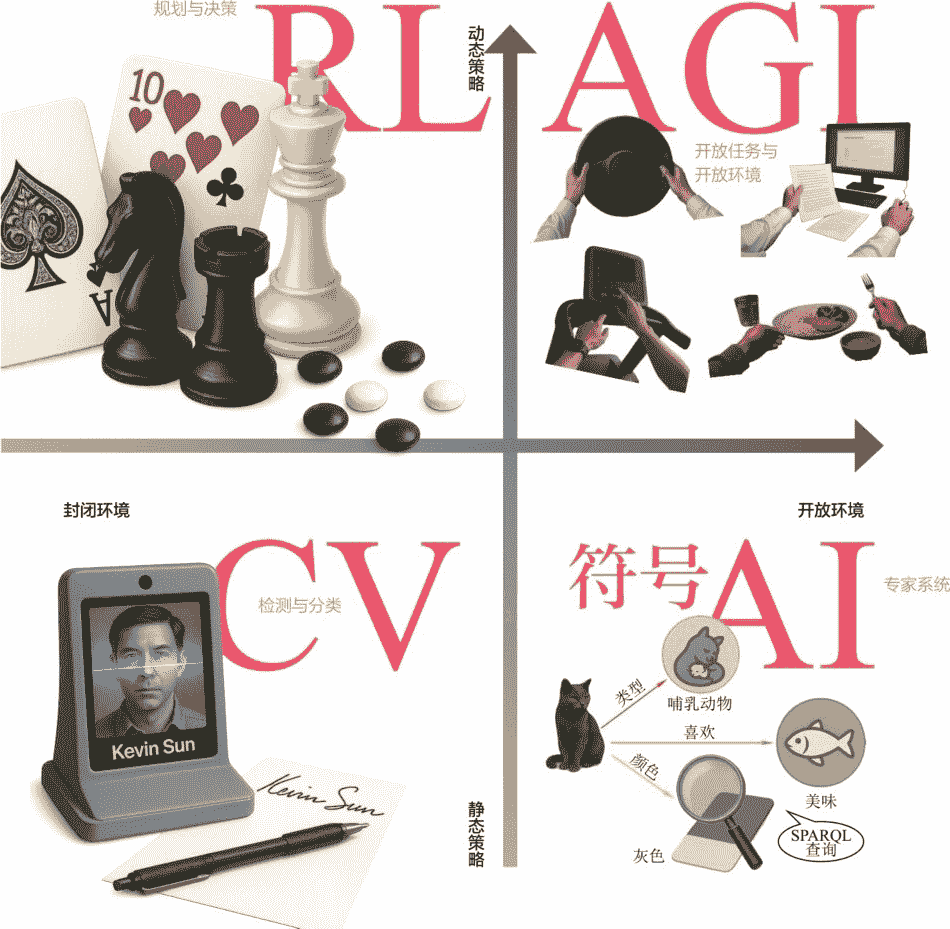 规划与决策
RL
10
A
动态策略
AGI
开放任务与
开放环境
封闭环境
开放环境
CV
检测与分类
Kevin Sun
Kevin Sun
静态策略
符号AI
专家系统
类型
哺乳动物
喜欢
颜色
美味
灰色
SPARQL
查询